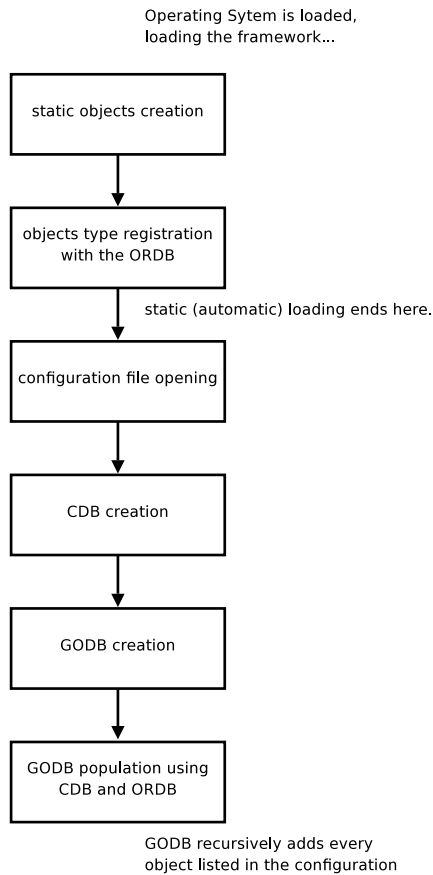 Operating Sytem is loaded,
loading the framework...
static objects creation
objects type registration
with the ORDB
static (automatic) loading ends here.
configuration file opening
CDB creation
GODB creation
GODB population using
CDB and ORDB
GODB recursively adds every
object listed in the configuration